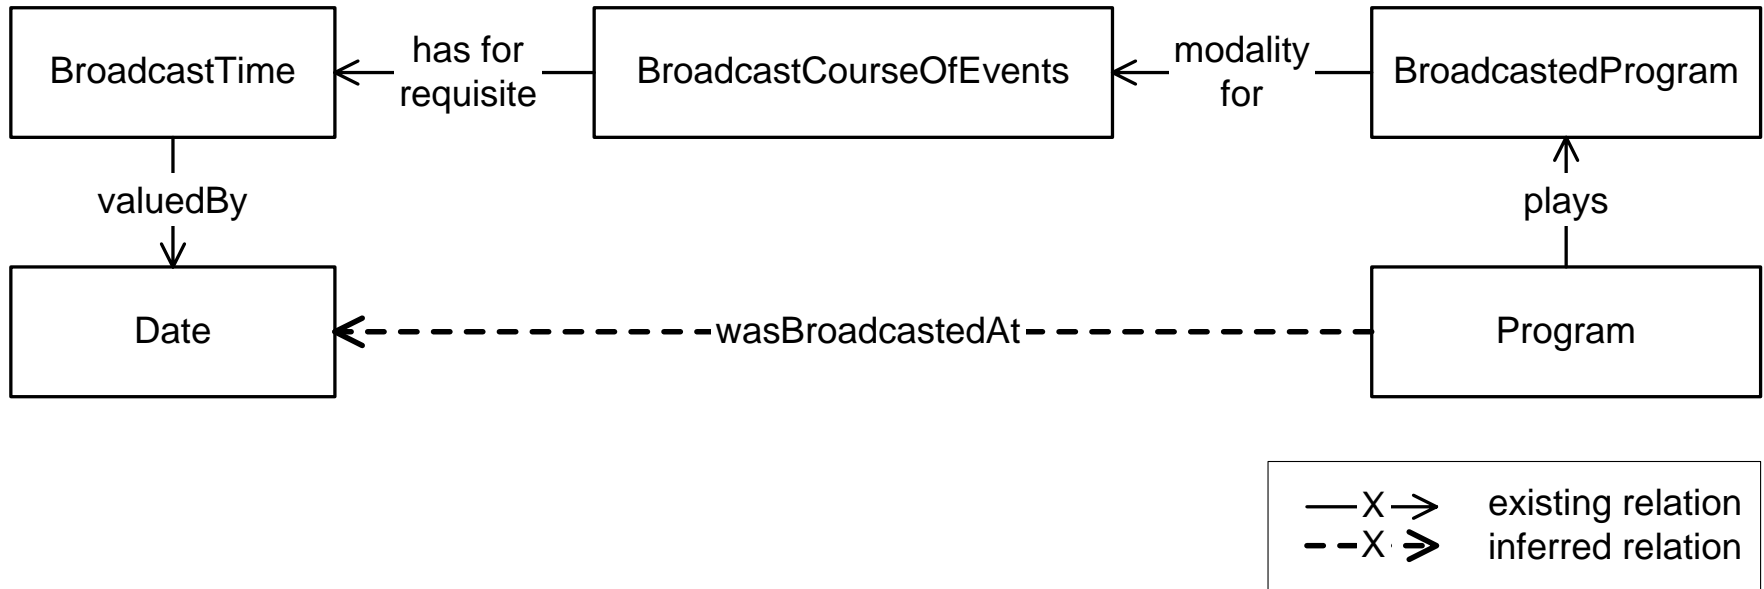 BroadcastTime
has for
requisite
BroadcastCourseOfEvents
modality
for
BroadcastedProgram
valuedBy
plays
Date
wasBroadcastedAt
Program
X existing relation
X inferred relation